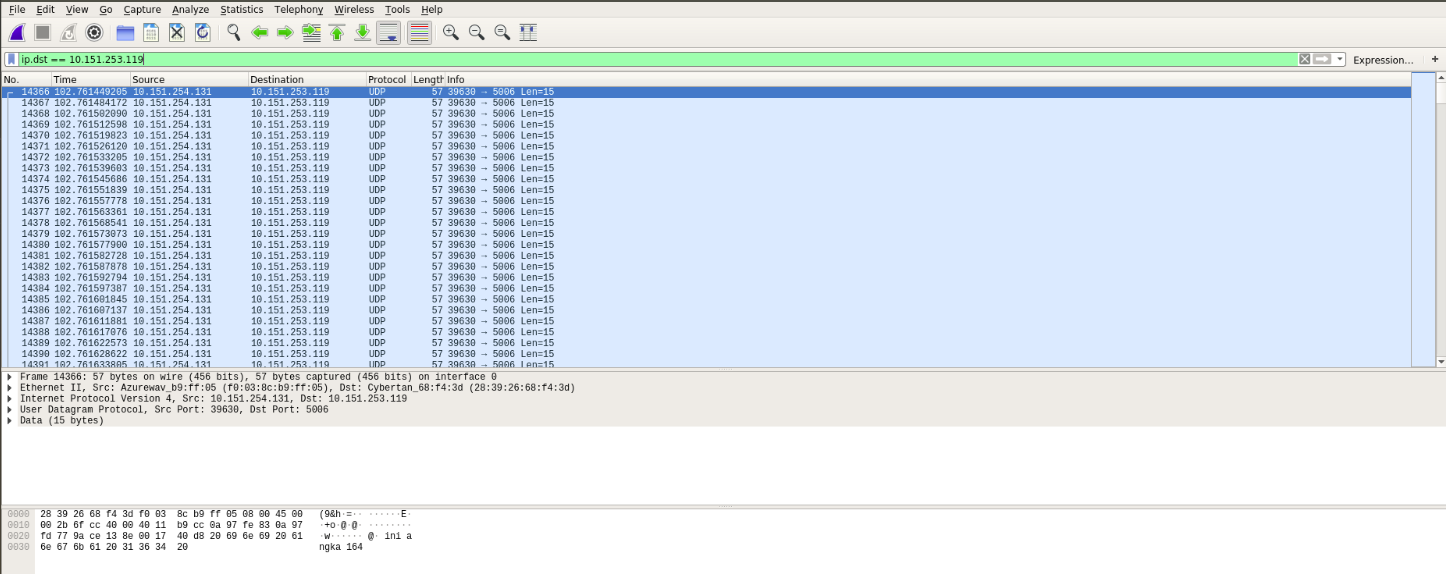 File Edit View Go Capture Analyze Statistics Telephony Wireless Tools Help
ip.dst == 10.151.253.119 Expression… +
No. Time Source Destination Protocol Length Info
14366 102.761449205 10.151.254.131 10.151.253.119 UDP 57 39630 → 5006 Len=15
14367 102.761484172 10.151.254.131 10.151.253.119 UDP 57 39630 → 5006 Len=15
14368 102.761502090 10.151.254.131 10.151.253.119 UDP 57 39630 → 5006 Len=15
14369 102.761512598 10.151.254.131 10.151.253.119 UDP 57 39630 → 5006 Len=15
14370 102.761519823 10.151.254.131 10.151.253.119 UDP 57 39630 → 5006 Len=15
14371 102.761526120 10.151.254.131 10.151.253.119 UDP 57 39630 → 5006 Len=15
14372 102.761533205 10.151.254.131 10.151.253.119 UDP 57 39630 → 5006 Len=15
14373 102.761539603 10.151.254.131 10.151.253.119 UDP 57 39630 → 5006 Len=15
14374 102.761545686 10.151.254.131 10.151.253.119 UDP 57 39630 → 5006 Len=15
14375 102.761551839 10.151.254.131 10.151.253.119 UDP 57 39630 → 5006 Len=15
14376 102.761557778 10.151.254.131 10.151.253.119 UDP 57 39630 → 5006 Len=15
14377 102.761563361 10.151.254.131 10.151.253.119 UDP 57 39630 → 5006 Len=15
14378 102.761568541 10.151.254.131 10.151.253.119 UDP 57 39630 → 5006 Len=15
14379 102.761573073 10.151.254.131 10.151.253.119 UDP 57 39630 → 5006 Len=15
14380 102.761577900 10.151.254.131 10.151.253.119 UDP 57 39630 → 5006 Len=15
14381 102.761582728 10.151.254.131 10.151.253.119 UDP 57 39630 → 5006 Len=15
14382 102.761587878 10.151.254.131 10.151.253.119 UDP 57 39630 → 5006 Len=15
14383 102.761592794 10.151.254.131 10.151.253.119 UDP 57 39630 → 5006 Len=15
14384 102.761597387 10.151.254.131 10.151.253.119 UDP 57 39630 → 5006 Len=15
14385 102.761601845 10.151.254.131 10.151.253.119 UDP 57 39630 → 5006 Len=15
14386 102.761607137 10.151.254.131 10.151.253.119 UDP 57 39630 → 5006 Len=15
14387 102.761611881 10.151.254.131 10.151.253.119 UDP 57 39630 → 5006 Len=15
14388 102.761617076 10.151.254.131 10.151.253.119 UDP 57 39630 → 5006 Len=15
14389 102.761622573 10.151.254.131 10.151.253.119 UDP 57 39630 → 5006 Len=15
14390 102.761628622 10.151.254.131 10.151.253.119 UDP 57 39630 → 5006 Len=15
14391 102.761633805 10.151.254.131 10.151.253.119 UDP 57 39630 → 5006 Len=15
Frame 14366: 57 bytes on wire (456 bits), 57 bytes captured (456 bits) on interface 0
Ethernet II, Src: Azurewav_b9:ff:05 (f0:03:8c:b9:ff:05), Dst: Cybertan_68:f4:3d (28:39:26:68:f4:3d)
Internet Protocol Version 4, Src: 10.151.254.131, Dst: 10.151.253.119
User Datagram Protocol, Src Port: 39630, Dst Port: 5006
Data (15 bytes)
0000 28 39 26 68 f4 3d f0 03 8c b9 ff 05 08 00 45 00 (9&h·=·· ······E·
0010 00 2b 6f cc 40 00 40 11 b9 cc 0a 97 fe 83 0a 97 ·+o·@·@· ········
0020 fd 77 9a ce 13 8e 00 17 40 d8 20 69 6e 69 20 61 ·w······ @· ini a
0030 6e 67 6b 61 20 31 36 34 20 ngka 164